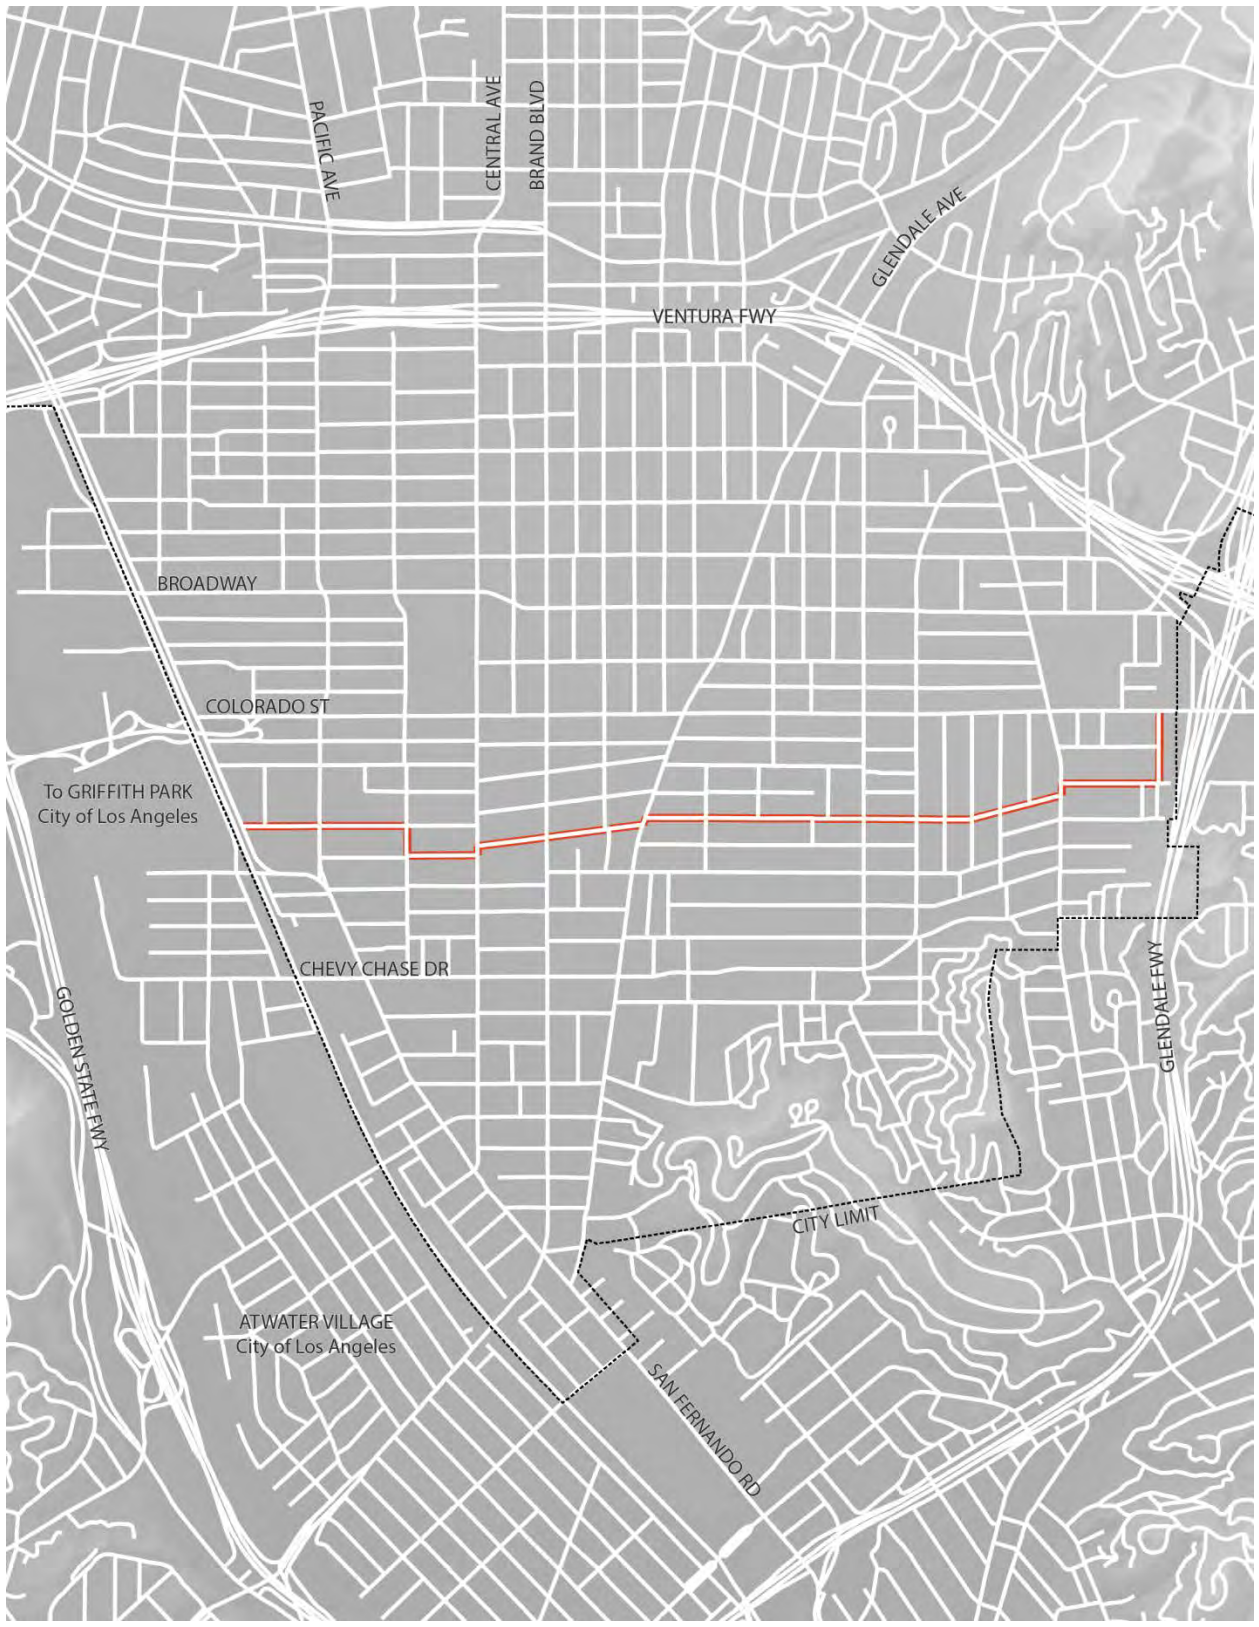 PACIFIC AVE
CENTRAL AVE
BRAND BLVD
GLENDALE AVE
VENTURA FWY
BROADWAY
COLORADO ST
To GRIFFITH PARK
City of Los Angeles
CHEVY CHASE DR
GLENDALE FWY
GOLDEN STATE FWY
CITY LIMIT
ATWATER VILLAGE
City of Los Angeles
SAN FERNANDO RD